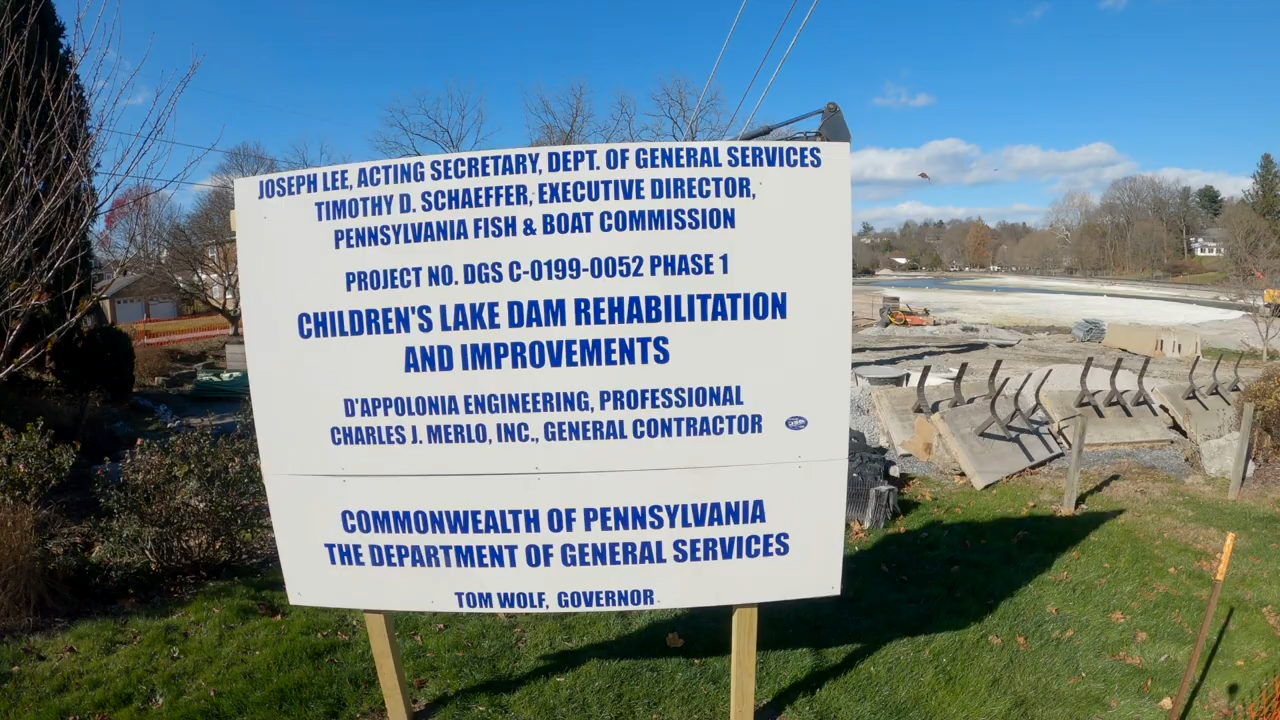 JOSEPH LEE, ACTING SECRETARY, DEPT. OF GENERAL SERVICES
TIMOTHY D. SCHAEFFER, EXECUTIVE DIRECTOR,
PENNSYLVANIA FISH & BOAT COMMISSION
PROJECT NO. DGS C-0199-0052 PHASE 1
CHILDREN'S LAKE DAM REHABILITATION
AND IMPROVEMENTS
D'APPOLONIA ENGINEERING, PROFESSIONAL
CHARLES J. MERLO, INC., GENERAL CONTRACTOR
COMMONWEALTH OF PENNSYLVANIA
THE DEPARTMENT OF GENERAL SERVICES
TOM WOLF, GOVERNOR